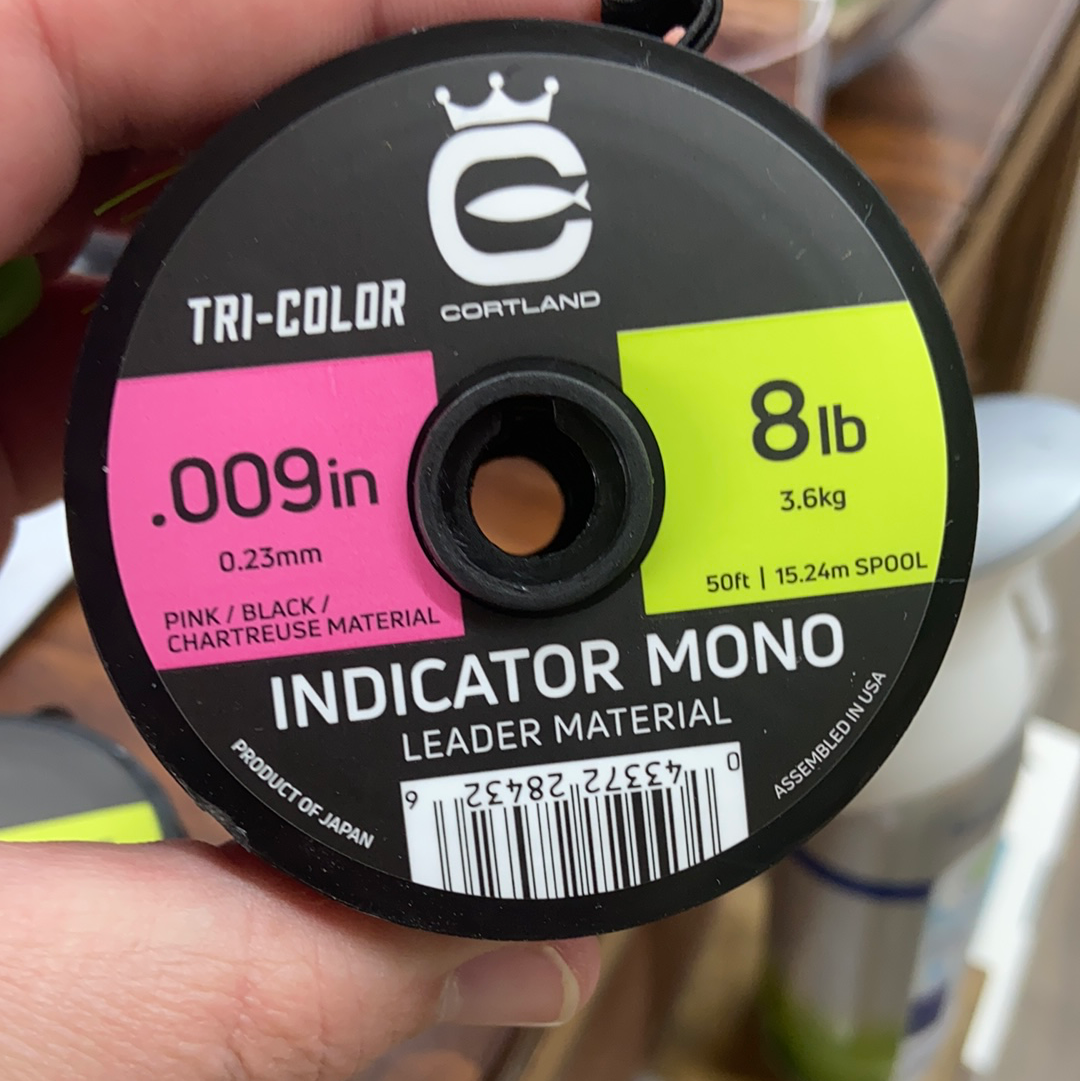 CORTLAND
TRI-COLOR
.009in
0.23mm
PINK / BLACK /
CHARTREUSE MATERIAL
8lb
3.6kg
50ft | 15.24m SPOOL
INDICATOR MONO
LEADER MATERIAL
PRODUCT OF JAPAN
ASSEMBLED IN USA
0 43372 28432 6